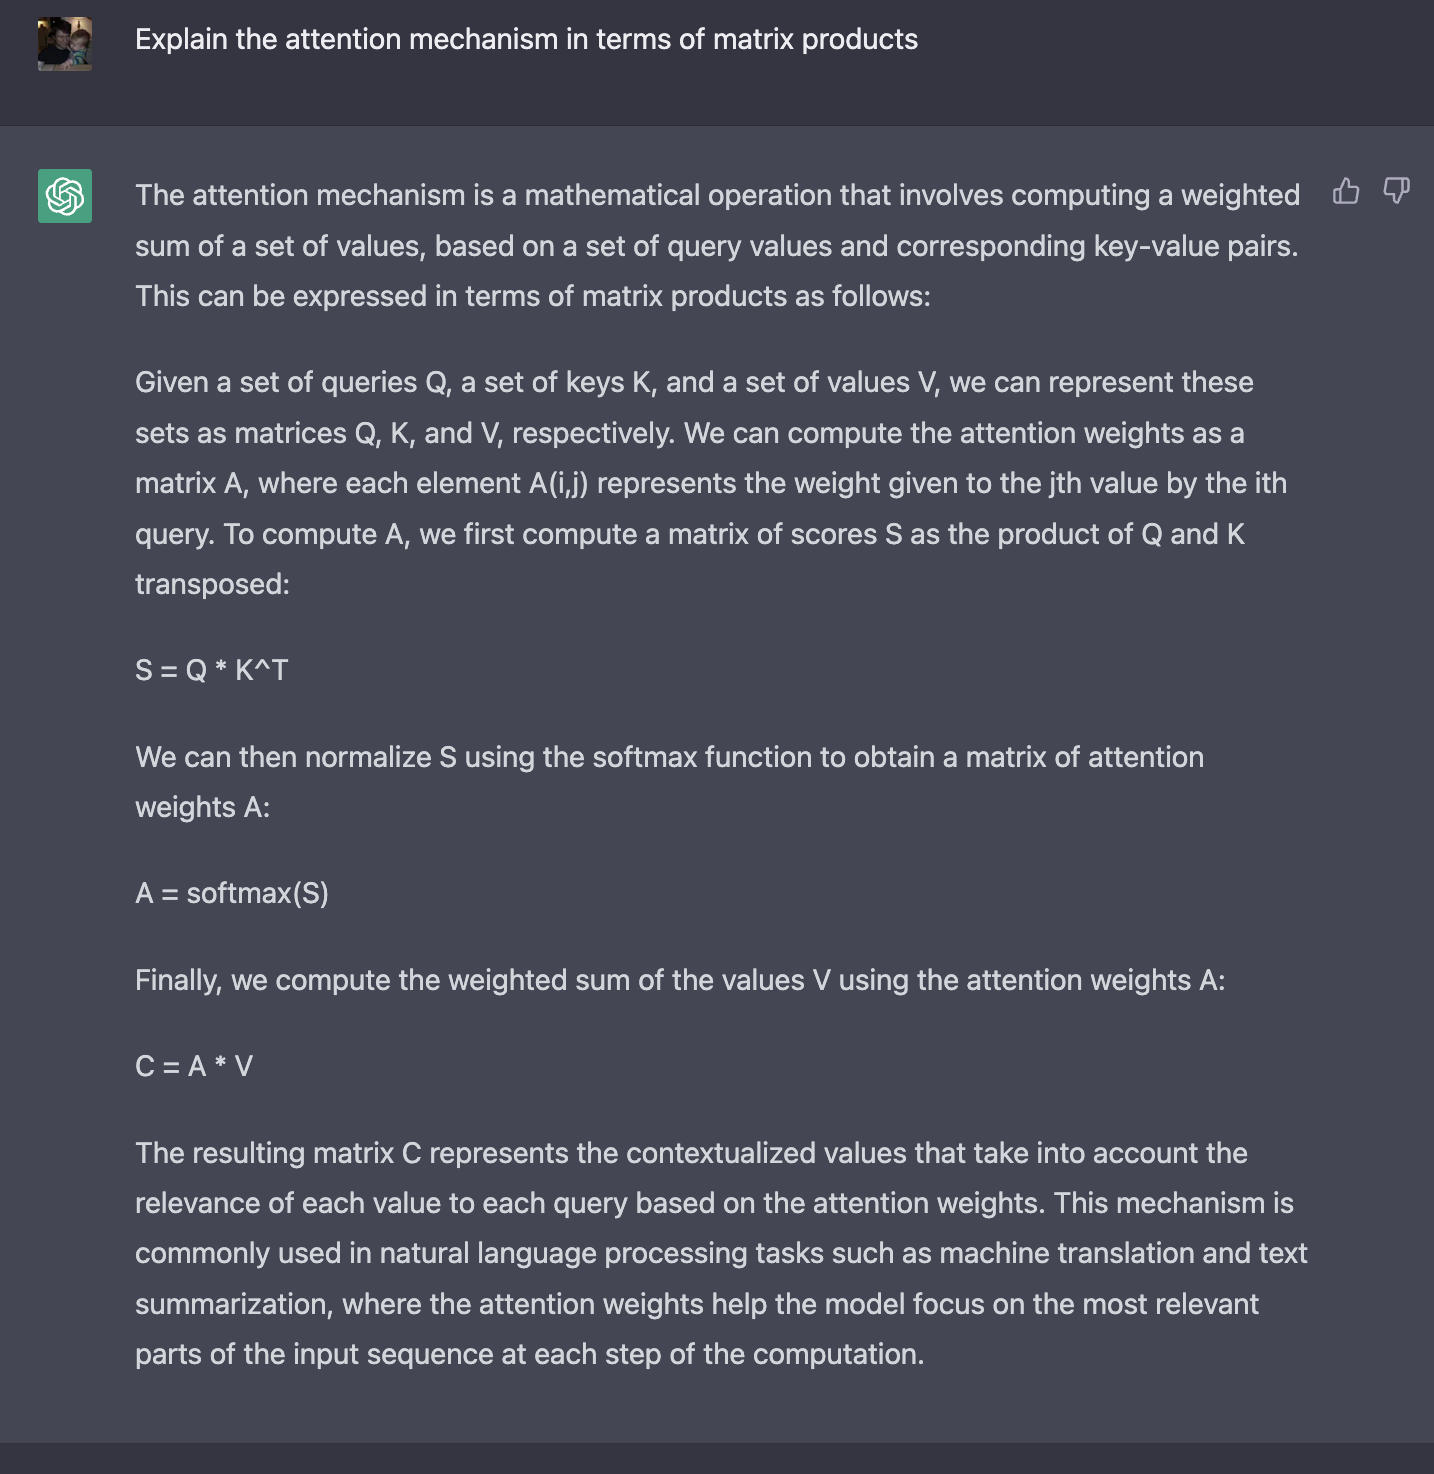 Explain the attention mechanism in terms of matrix products
The attention mechanism is a mathematical operation that involves computing a weighted
sum of a set of values, based on a set of query values and corresponding key-value pairs.
This can be expressed in terms of matrix products as follows:
Given a set of queries Q, a set of keys K, and a set of values V, we can represent these
sets as matrices Q, K, and V, respectively. We can compute the attention weights as a
matrix A, where each element A(i,j) represents the weight given to the jth value by the ith
query. To compute A, we first compute a matrix of scores S as the product of Q and K
transposed:
S = Q * K^T
We can then normalize S using the softmax function to obtain a matrix of attention
weights A:
A = softmax(S)
Finally, we compute the weighted sum of the values V using the attention weights A:
C = A * V
The resulting matrix C represents the contextualized values that take into account the
relevance of each value to each query based on the attention weights. This mechanism is
commonly used in natural language processing tasks such as machine translation and text
summarization, where the attention weights help the model focus on the most relevant
parts of the input sequence at each step of the computation.